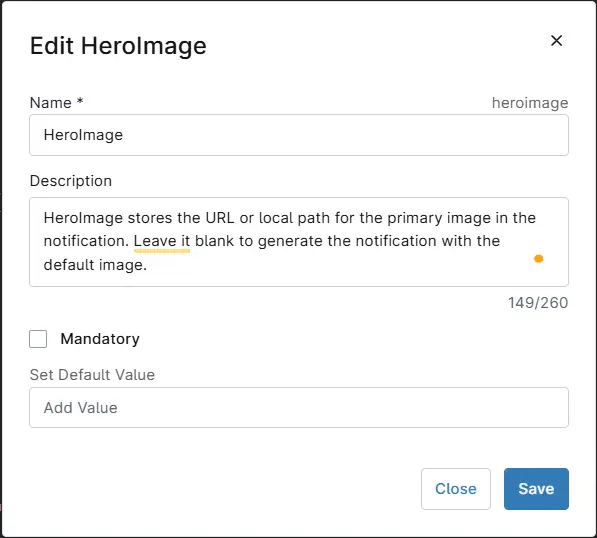 Edit HeroImage
Name *
heroimage
HeroImage
Description
HeroImage stores the URL or local path for the primary image in the
notification. Leave it blank to generate the notification with the
default image.
149/260
Mandatory
Set Default Value
Add Value
Close
Save